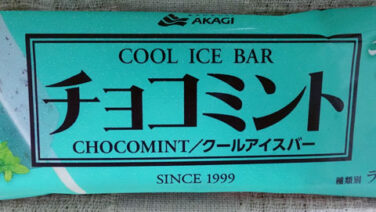 AKAGI
COOL ICE BAR
チョコミント
CHOCOMINT/クールアイスバー
SINCE 1999
種類別